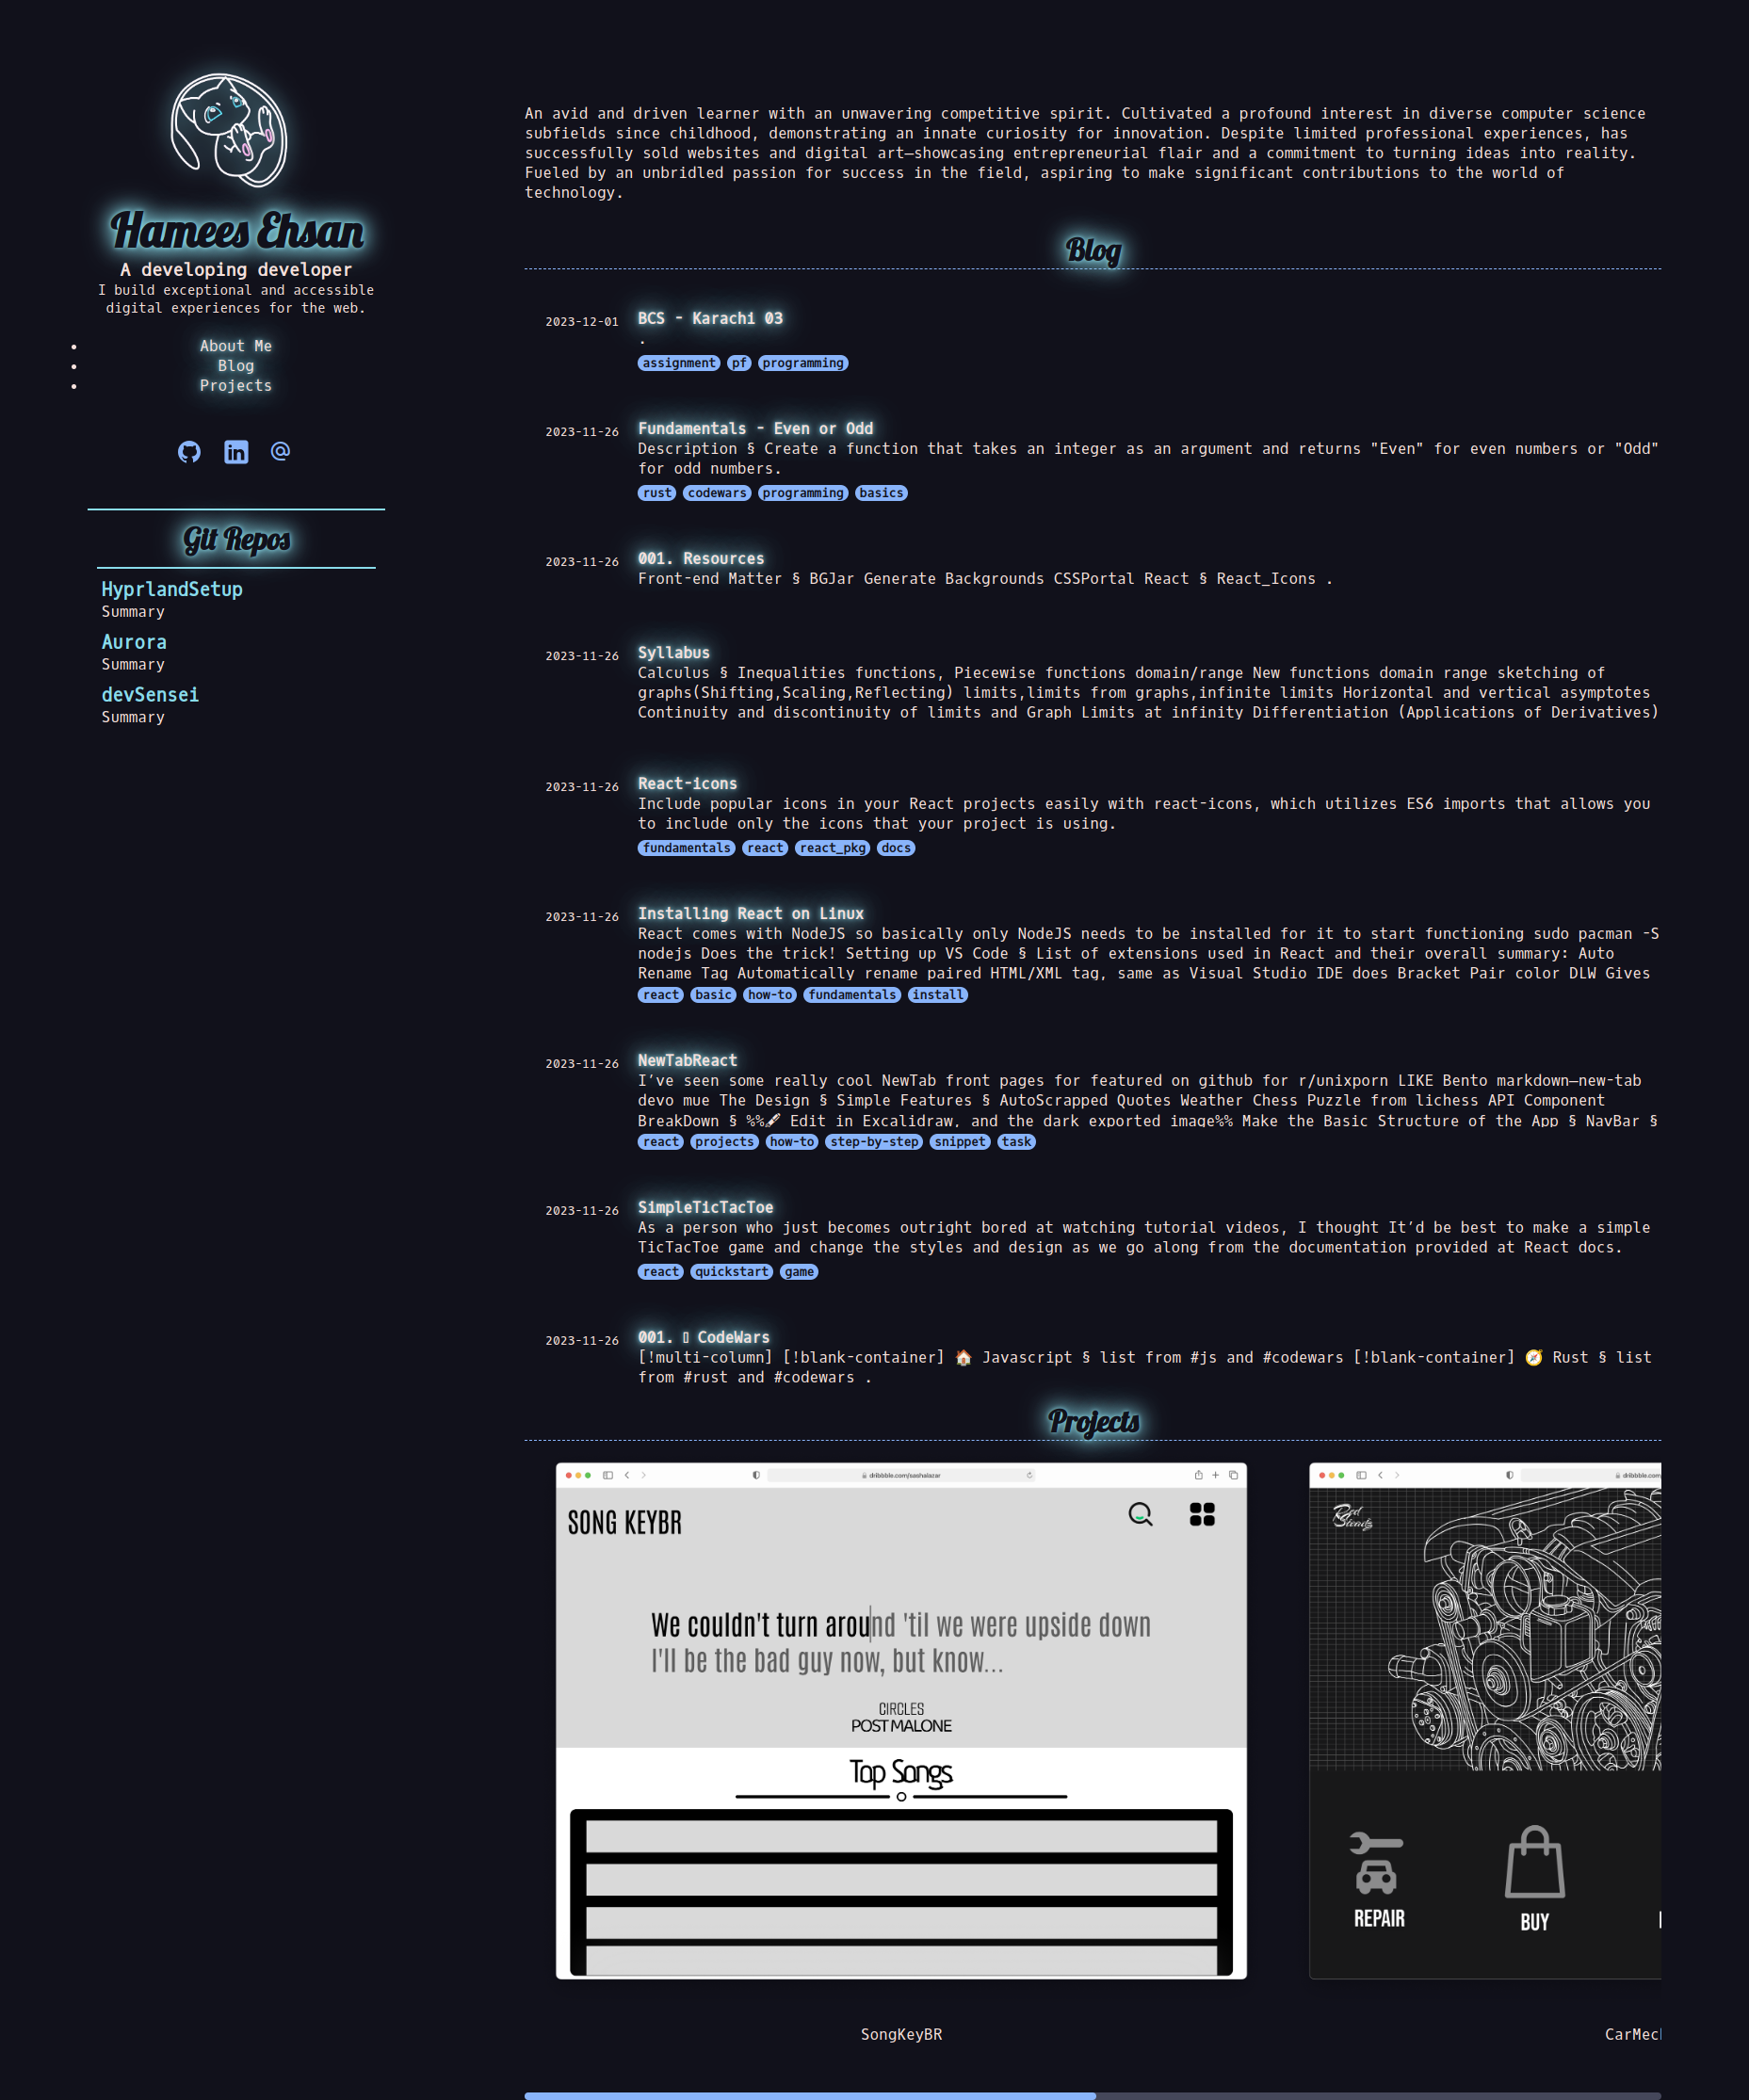 Hamees Ehsan
A developing developer
I build exceptional and accessible
digital experiences for the web.
About Me
Blog
Projects
Git Repos
HyprlandSetup
Summary
Aurora
Summary
devSensei
Summary
An avid and driven learner with an unwavering competitive spirit. Cultivated a profound interest in diverse computer science
subfields since childhood, demonstrating an innate curiosity for innovation. Despite limited professional experiences, has
successfully sold websites and digital art—showcasing entrepreneurial flair and a commitment to turning ideas into reality.
Fueled by an unbridled passion for success in the field, aspiring to make significant contributions to the world of
technology.
Blog
2023-12-01 BCS - Karachi 03
.
assignment pf programming
2023-11-26 Fundamentals - Even or Odd
Description § Create a function that takes an integer as an argument and returns "Even" for even numbers or "Odd"
for odd numbers.
rust codewars programming basics
2023-11-26 001. Resources
Front-end Matter § BGJar Generate Backgrounds CSSPortal React § React_Icons .
2023-11-26 Syllabus
Calculus § Inequalities functions, Piecewise functions domain/range New functions domain range sketching of
graphs(Shifting,Scaling,Reflecting) limits,limits from graphs,infinite limits Horizontal and vertical asymptotes
Continuity and discontinuity of limits and Graph Limits at infinity Differentiation (Applications of Derivatives)
2023-11-26 React-icons
Include popular icons in your React projects easily with react-icons, which utilizes ES6 imports that allows you
to include only the icons that your project is using.
fundamentals react react_pkg docs
2023-11-26 Installing React on Linux
React comes with NodeJS so basically only NodeJS needs to be installed for it to start functioning sudo pacman -S
nodejs Does the trick! Setting up VS Code § List of extensions used in React and their overall summary: Auto
Rename Tag Automatically rename paired HTML/XML tag, same as Visual Studio IDE does Bracket Pair color DLW Gives
react basic how-to fundamentals install
2023-11-26 NewTabReact
I’ve seen some really cool NewTab front pages for featured on github for r/unixporn LIKE Bento markdown—new-tab
devo mue The Design § Simple Features § AutoScrapped Quotes Weather Chess Puzzle from lichess API Component
BreakDown § %%🖋 Edit in Excalidraw, and the dark exported image%% Make the Basic Structure of the App § NavBar §
react projects how-to step-by-step snippet task
2023-11-26 SimpleTicTacToe
As a person who just becomes outright bored at watching tutorial videos, I thought It’d be best to make a simple
TicTacToe game and change the styles and design as we go along from the documentation provided at React docs.
react quickstart game
2023-11-26 001. CodeWars
[!multi-column] [!blank-container] 🏠 Javascript § list from #js and #codewars [!blank-container] 🧭 Rust § list
from #rust and #codewars .
Projects
dribbble.com/sashalazar
SONG KEYBR
We couldn't turn around 'til we were upside down
I'll be the bad guy now, but know...
CIRCLES
POST MALONE
Top Songs
SongKeyBR
dribbble.com
Red
Steadz
REPAIR
BUY